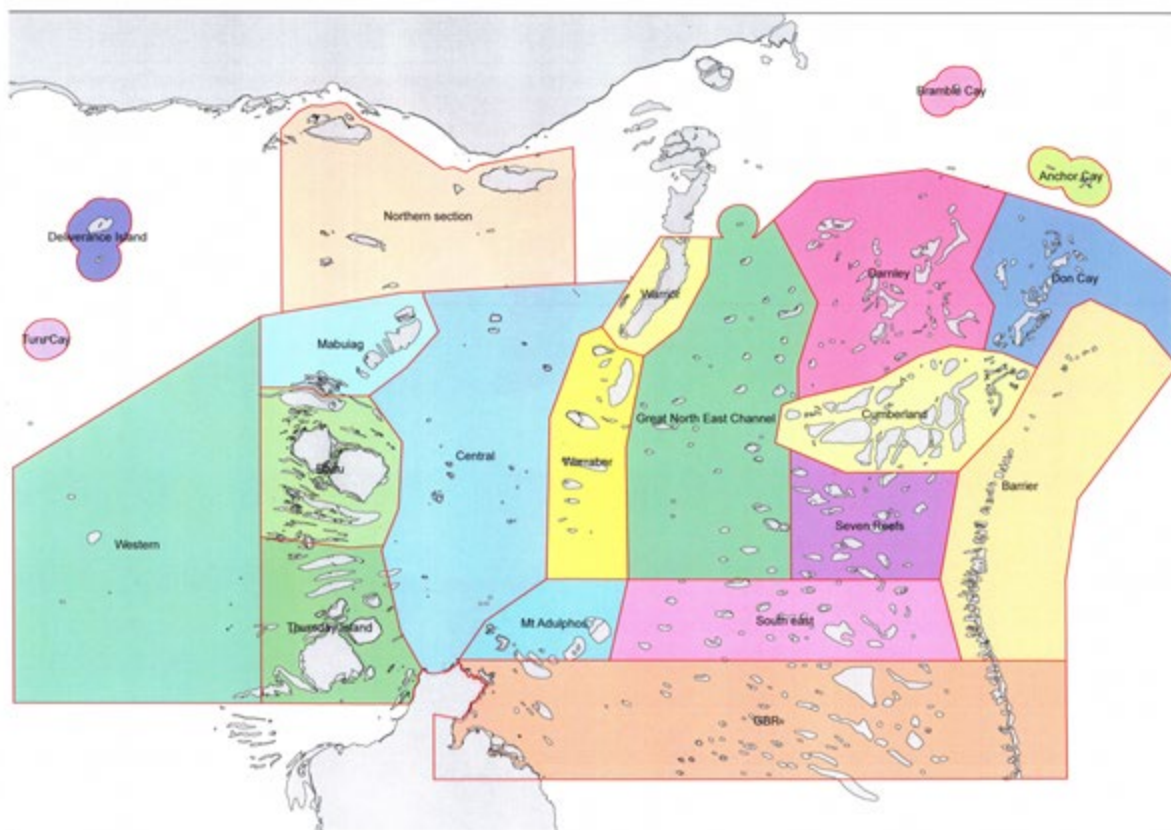 Bramble Cay
Anchor Cay
Northern section
Deliverance Island
Darnley
Don Cay
Warrior
Turu Cay
Mabuiag
Cumberland
Great North East Channel
Central
Warraber
Barrier
Seven Reefs
Western
South east
Mt Adulphos
Thursday Island
GBR